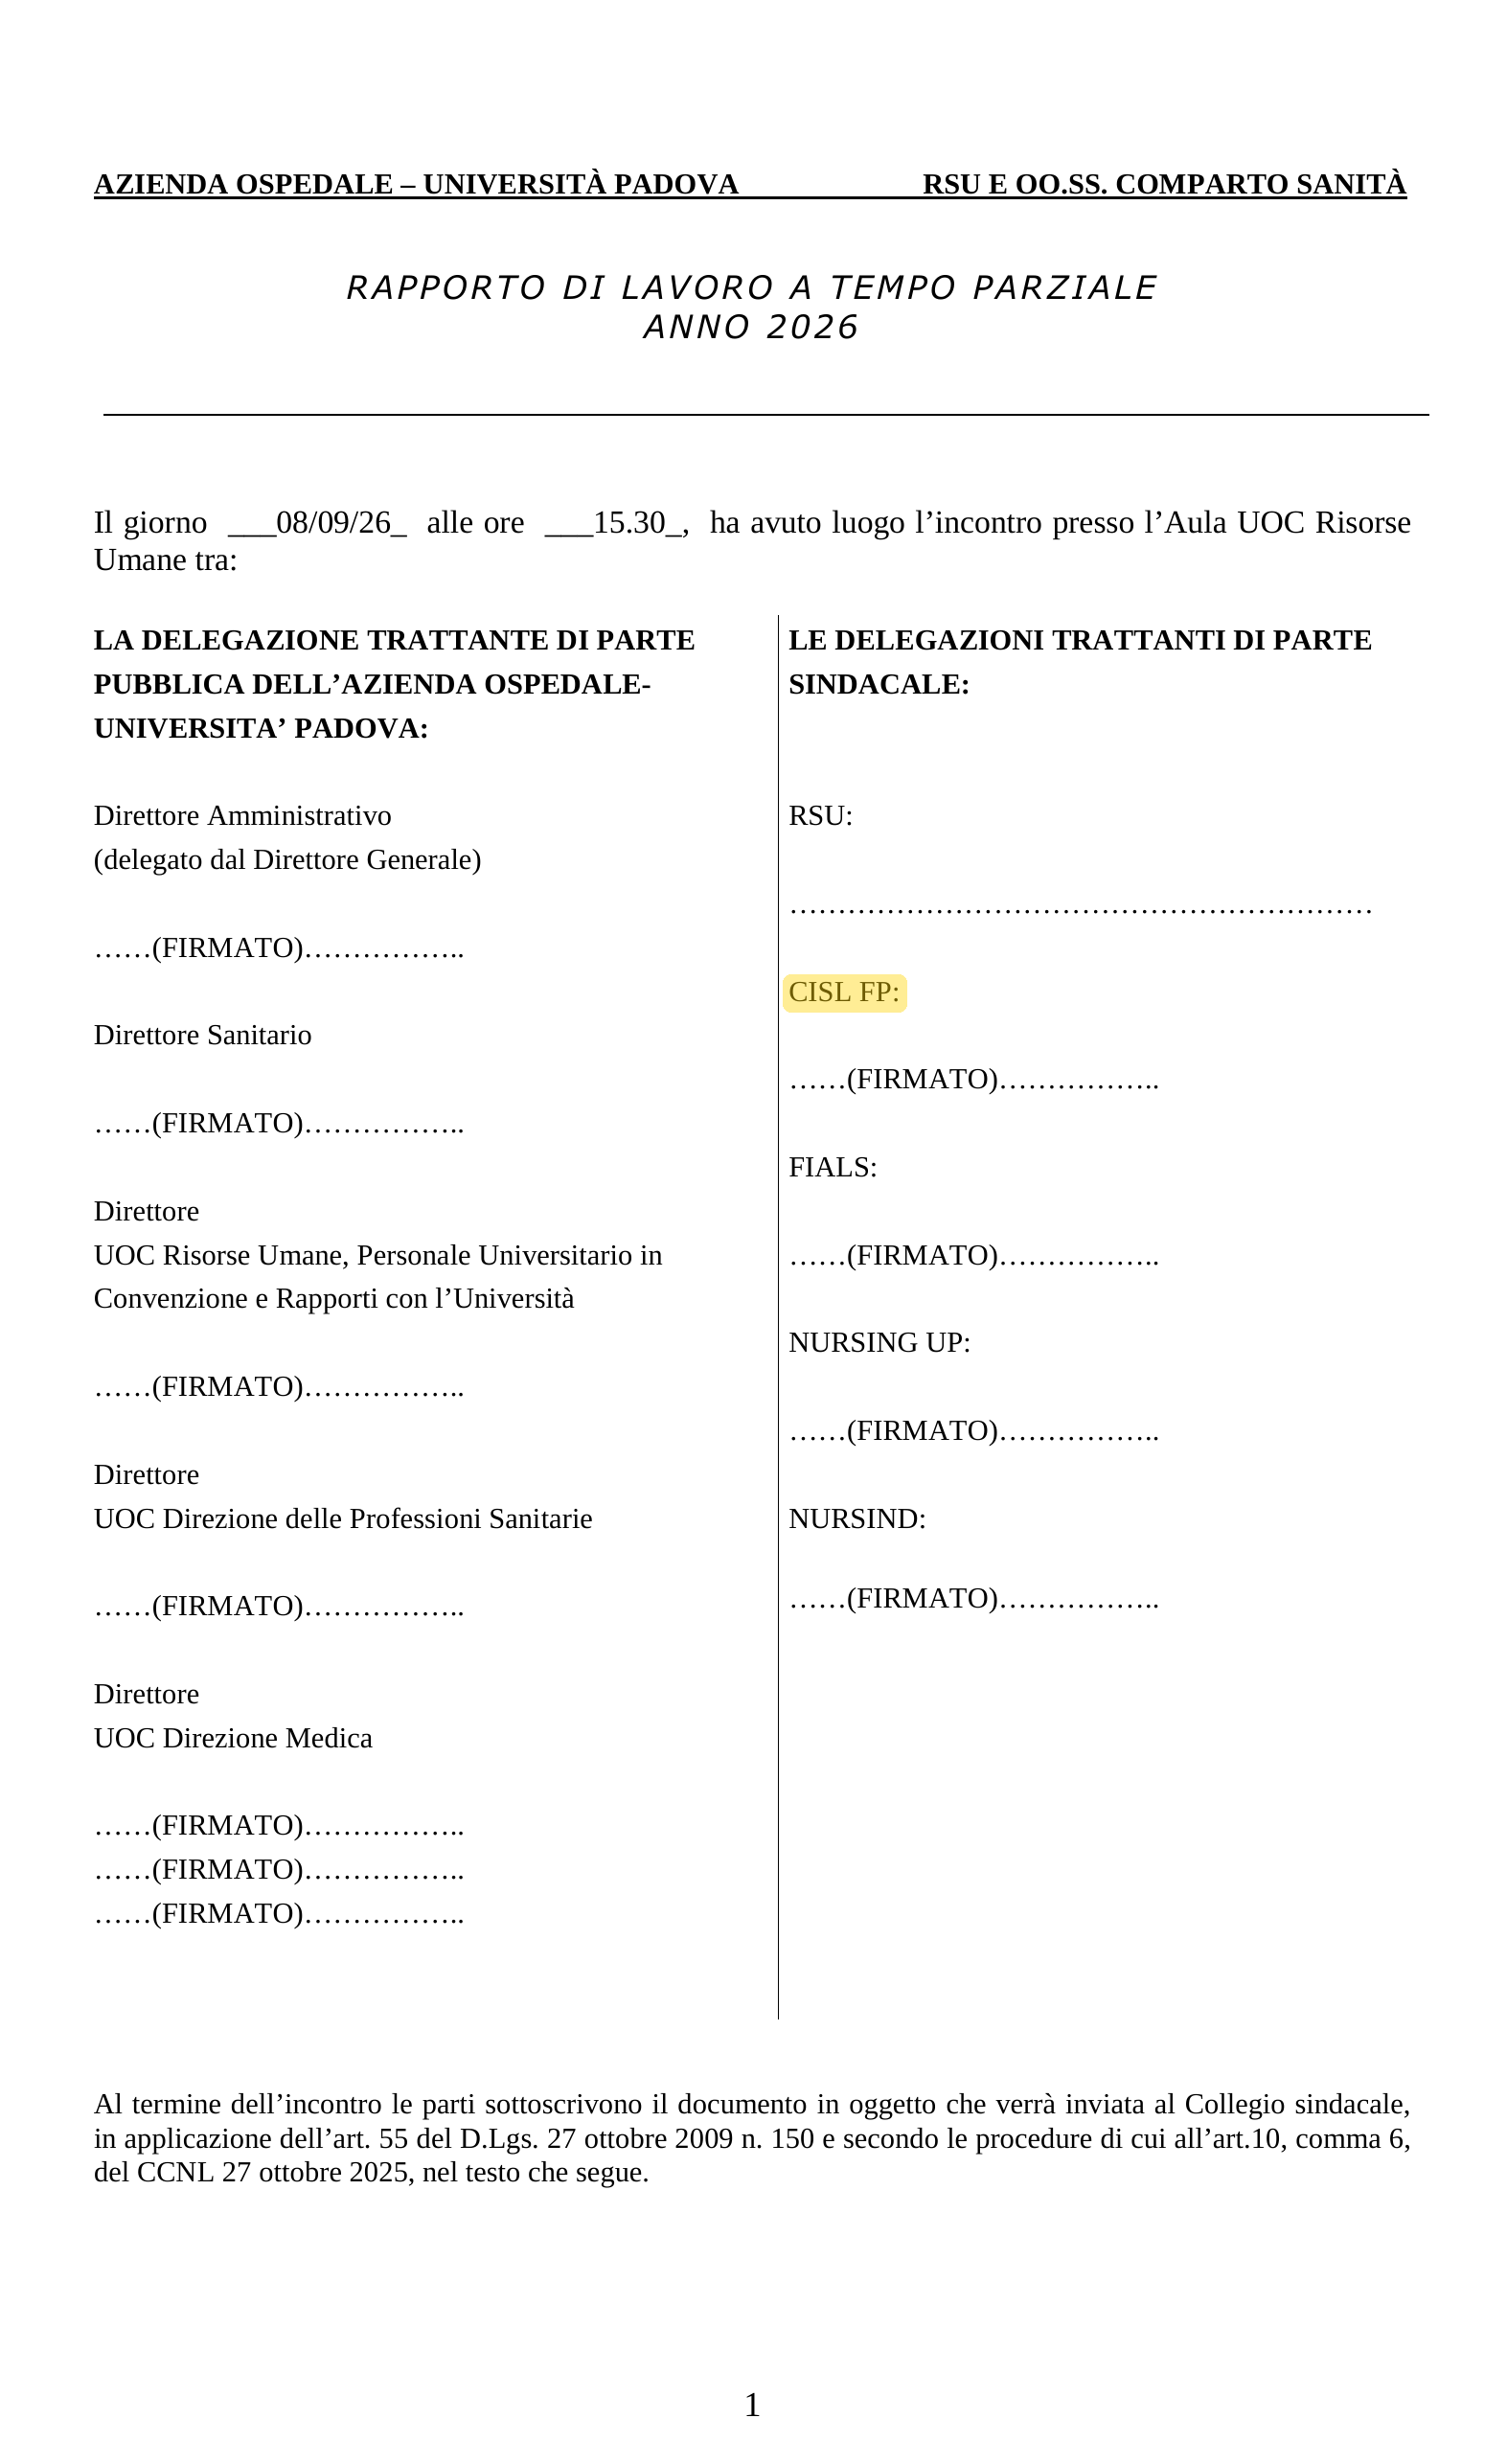 AZIENDA OSPEDALE – UNIVERSITÀ PADOVA RSU E OO.SS. COMPARTO SANITÀ
RAPPORTO DI LAVORO A TEMPO PARZIALE
ANNO 2026
Il giorno ___08/09/26_ alle ore ___15.30_, ha avuto luogo l’incontro presso l’Aula UOC Risorse
Umane tra:
LA DELEGAZIONE TRATTANTE DI PARTE
PUBBLICA DELL’AZIENDA OSPEDALE-
UNIVERSITA’ PADOVA:
Direttore Amministrativo
(delegato dal Direttore Generale)
……(FIRMATO)……………..
Direttore Sanitario
……(FIRMATO)……………..
Direttore
UOC Risorse Umane, Personale Universitario in
Convenzione e Rapporti con l’Università
……(FIRMATO)……………..
Direttore
UOC Direzione delle Professioni Sanitarie
……(FIRMATO)……………..
Direttore
UOC Direzione Medica
……(FIRMATO)……………..
……(FIRMATO)……………..
……(FIRMATO)……………..
LE DELEGAZIONI TRATTANTI DI PARTE
SINDACALE:
RSU:
……………………………………………………
CISL FP:
……(FIRMATO)……………..
FIALS:
……(FIRMATO)……………..
NURSING UP:
……(FIRMATO)……………..
NURSIND:
……(FIRMATO)……………..
Al termine dell’incontro le parti sottoscrivono il documento in oggetto che verrà inviata al Collegio sindacale,
in applicazione dell’art. 55 del D.Lgs. 27 ottobre 2009 n. 150 e secondo le procedure di cui all’art.10, comma 6,
del CCNL 27 ottobre 2025, nel testo che segue.
1